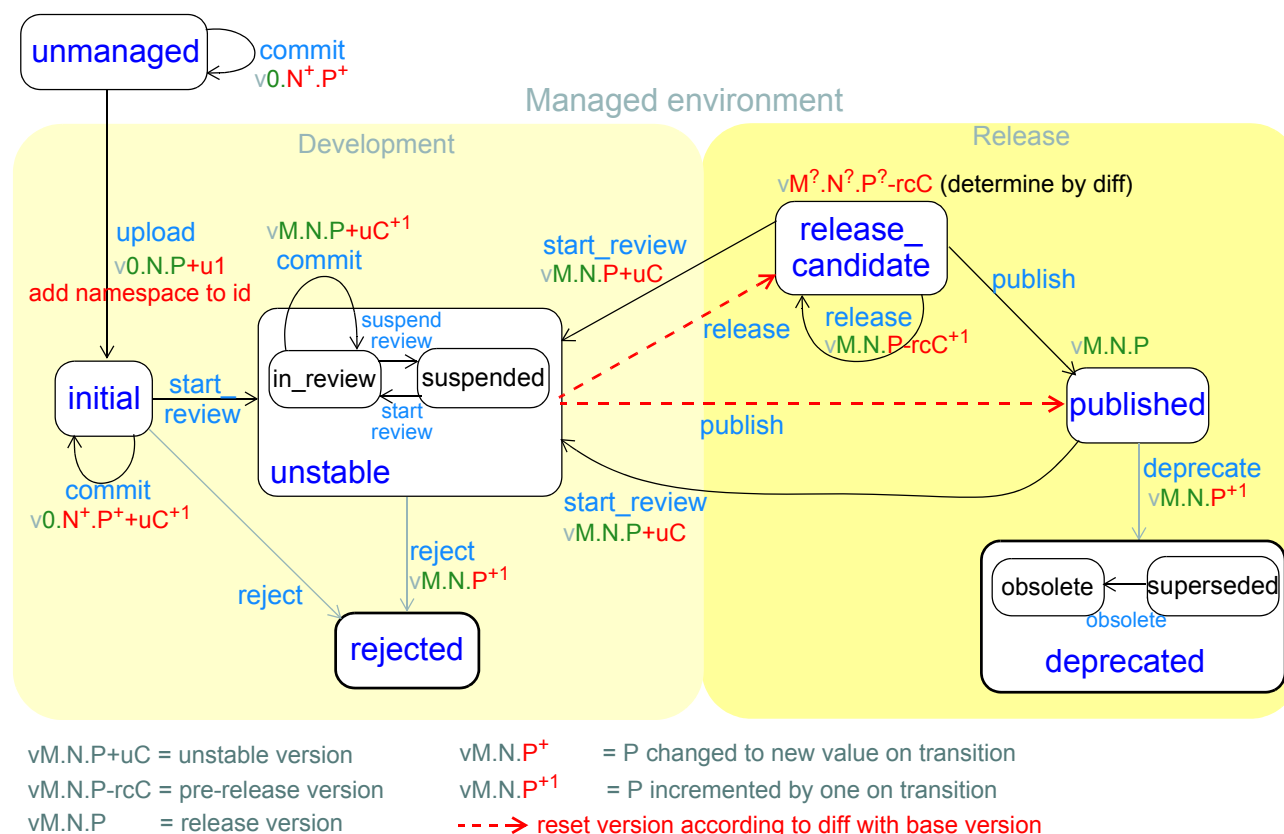 unmanaged
commit
v0.N⁺.P⁺
Managed environment
Development
Release
vM?.N?.P?-rcC (determine by diff)
upload
v0.N.P+u1
add namespace to id
vM.N.P+uC⁺¹
commit
start_review
vM.N.P+uC
release_
candidate
publish
suspend
review
release
release
vM.N.P-rcC⁺¹
vM.N.P
initial
start_
review
in_review
suspended
start
review
published
publish
unstable
commit
v0.N⁺.P⁺+uC⁺¹
start_review
vM.N.P+uC
deprecate
vM.N.P⁺¹
reject
vM.N.P⁺¹
reject
obsolete
superseded
obsolete
rejected
deprecated
vM.N.P+uC = unstable version
vM.N.P⁺ = P changed to new value on transition
vM.N.P-rcC = pre-release version
vM.N.P⁺¹ = P incremented by one on transition
vM.N.P = release version
reset version according to diff with base version